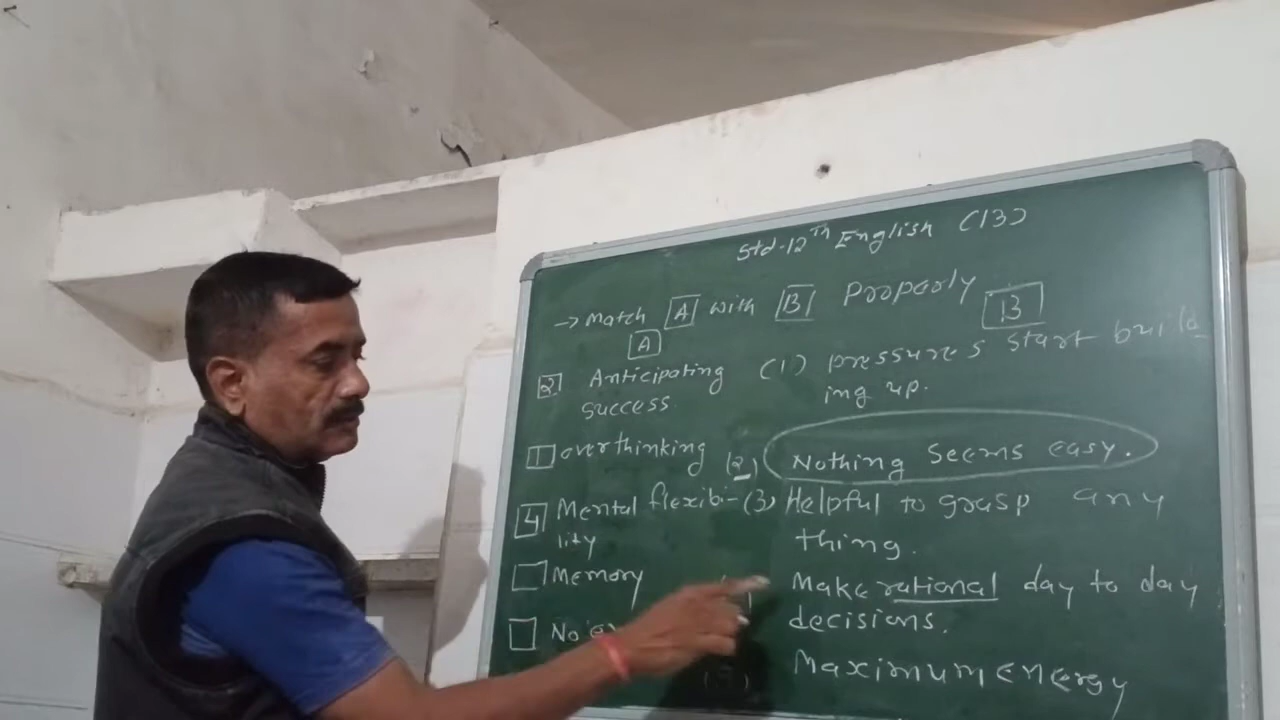 Std-12th English (13)
→ Match A with B Properly
A
B
2 Anticipating success.
(1) pressures start build
ing up.
1 overthinking
(2) Nothing Seems easy.
4 Mental flexibi-
lity
(3) Helpful to grasp any
thing.
Memory
Make rational day to day
decisions.
No
(5) Maximum energy